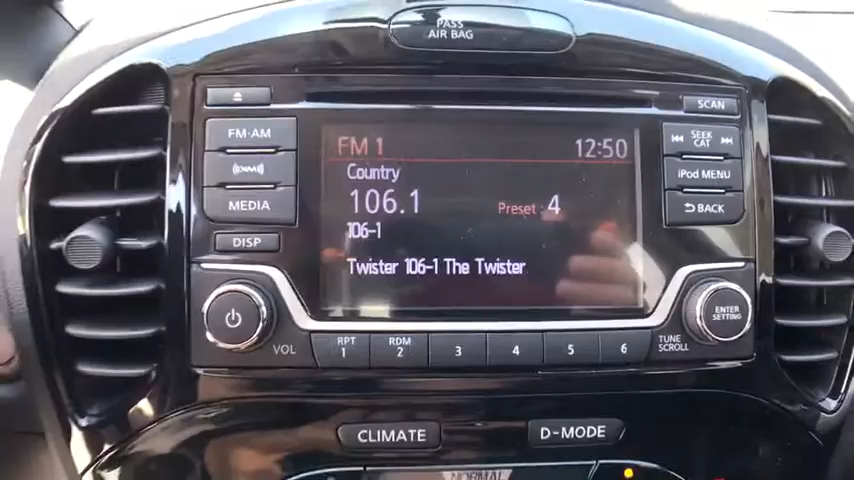 PASS
AIR BAG
SCAN
FM·AM
MEDIA
DISP
FM 1
12:50
Country
106.1
Preset 4
106-1
Twister 106-1 The Twister
SEEK
CAT
iPod MENU
BACK
ENTER
SETTING
VOL
RPT
1
RDM
2
3
4
5
6
TUNE
SCROLL
CLIMATE
D-MODE
NORMAL